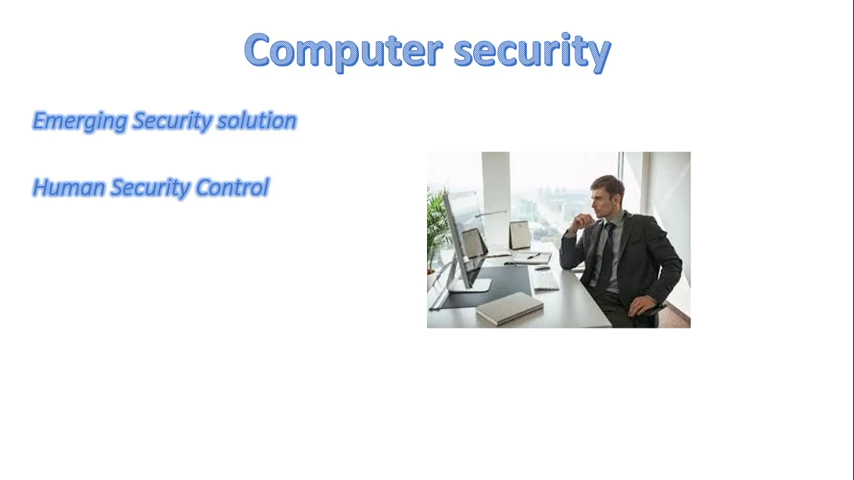 Computer security
Emerging Security solution
Human Security Control